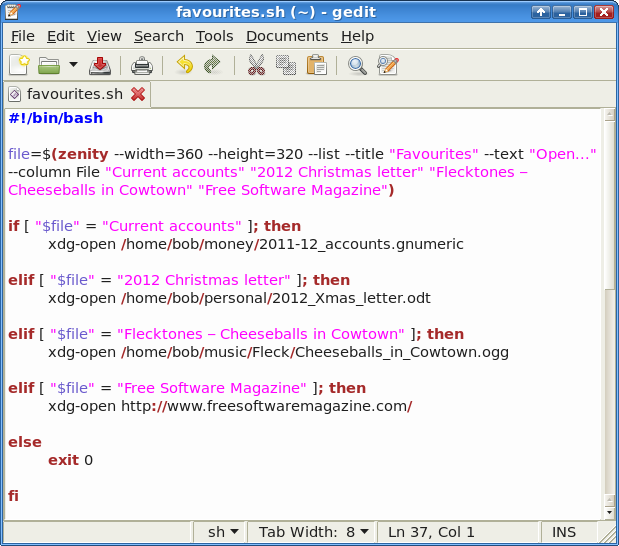 favourites.sh (~) - gedit
File Edit View Search Tools Documents Help
favourites.sh
#!/bin/bash
file=$(zenity --width=360 --height=320 --list --title "Favourites" --text "Open..."
--column File "Current accounts" "2012 Christmas letter" "Flecktones –
Cheeseballs in Cowtown" "Free Software Magazine")
if [ "$file" = "Current accounts" ]; then
xdg-open /home/bob/money/2011-12_accounts.gnumeric
elif [ "$file" = "2012 Christmas letter" ]; then
xdg-open /home/bob/personal/2012_Xmas_letter.odt
elif [ "$file" = "Flecktones – Cheeseballs in Cowtown" ]; then
xdg-open /home/bob/music/Fleck/Cheeseballs_in_Cowtown.ogg
elif [ "$file" = "Free Software Magazine" ]; then
xdg-open http://www.freesoftwaremagazine.com/
else
exit 0
fi
sh Tab Width: 8 Ln 37, Col 1 INS